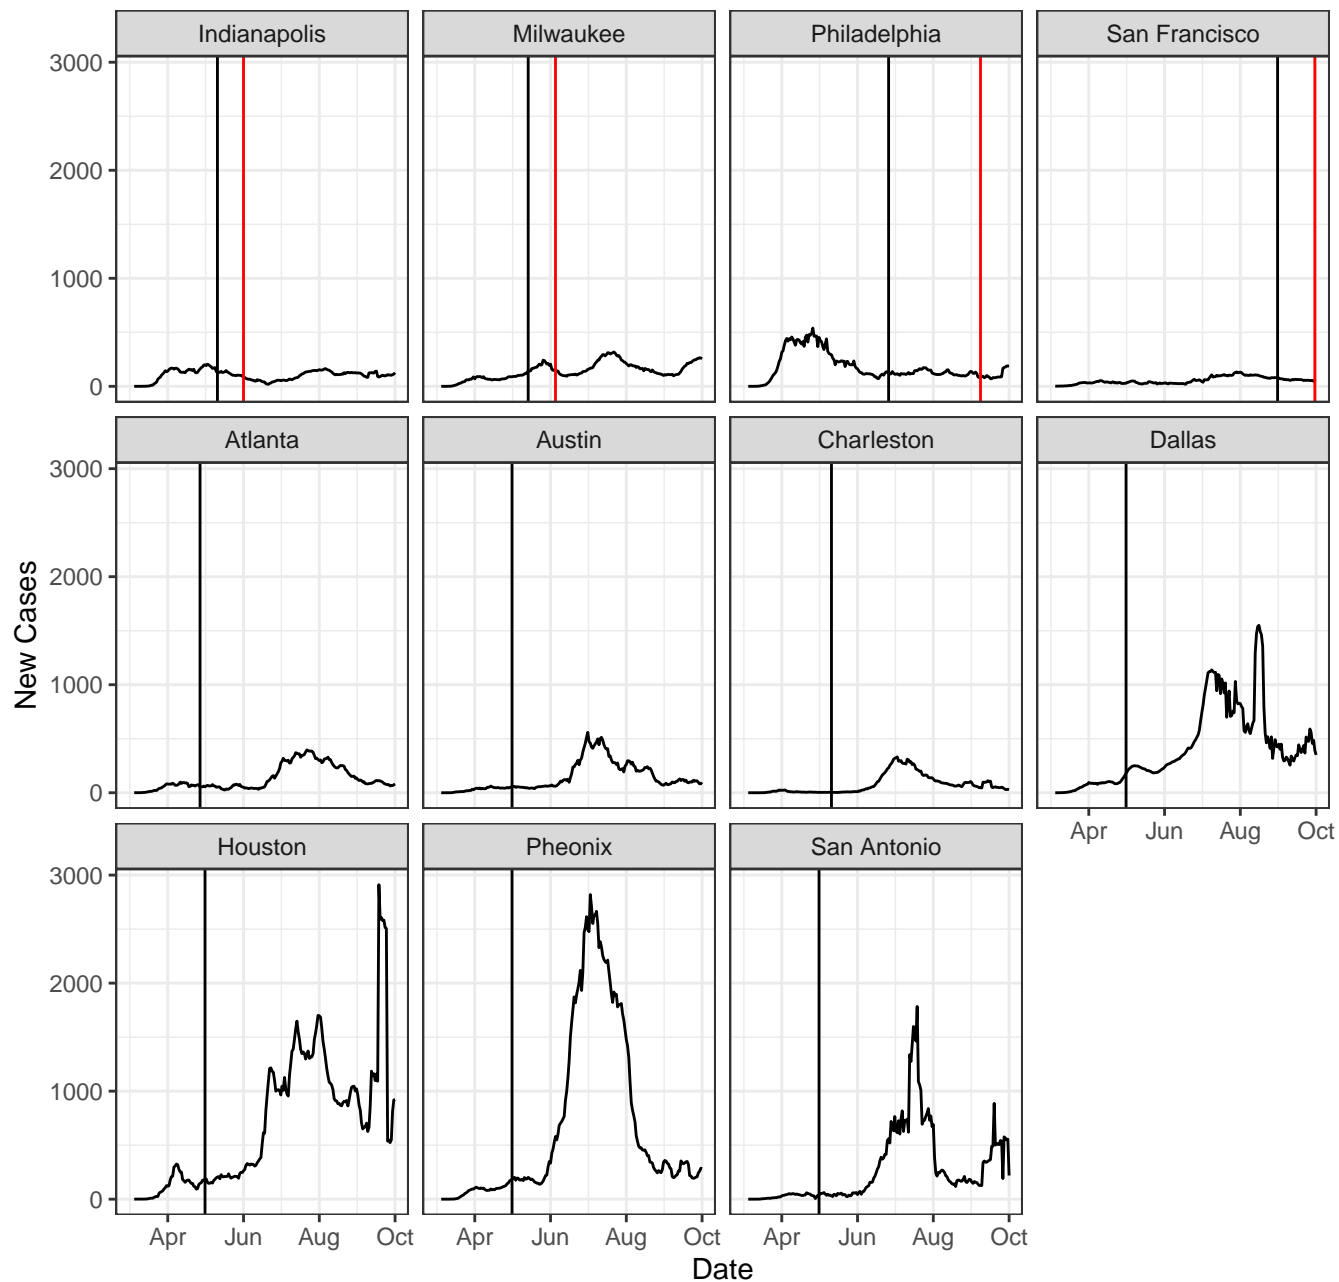 Indianapolis Milwaukee Philadelphia San Francisco
3000
2000
1000
0
Atlanta Austin Charleston Dallas
3000
2000
1000
0
Apr Jun Aug Oct
Houston Pheonix San Antonio
3000
2000
1000
0
Apr Jun Aug Oct Apr Jun Aug Oct Apr Jun Aug Oct
Date
New Cases